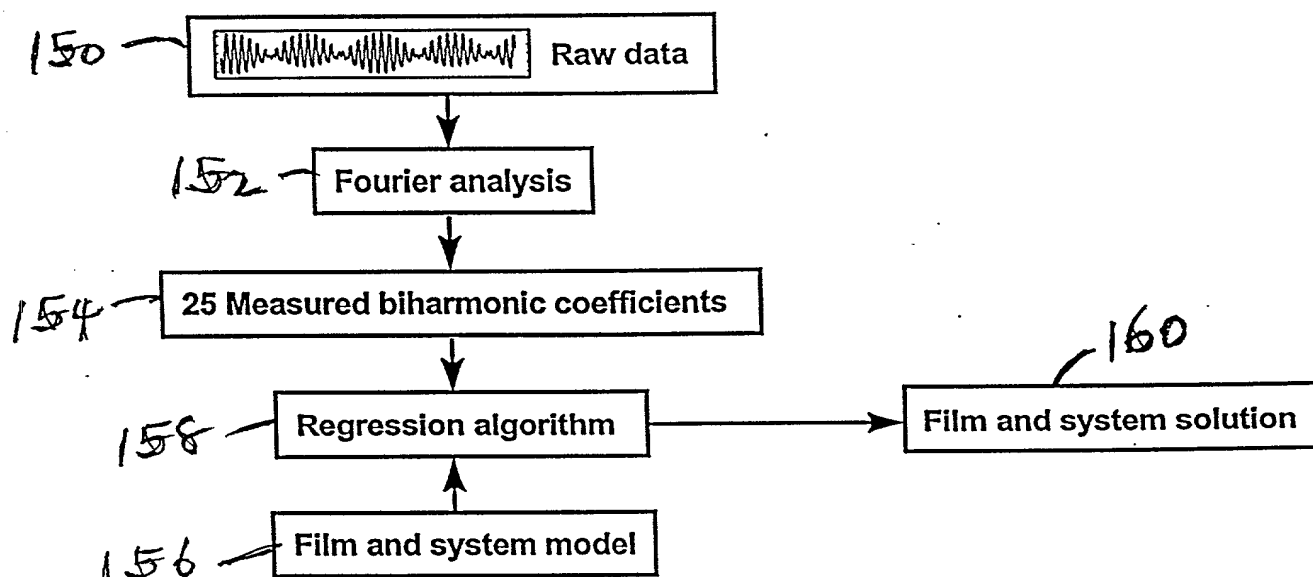 150 Raw data
152 Fourier analysis
154 25 Measured biharmonic coefficients
160
158 Regression algorithm Film and system solution
156 Film and system model